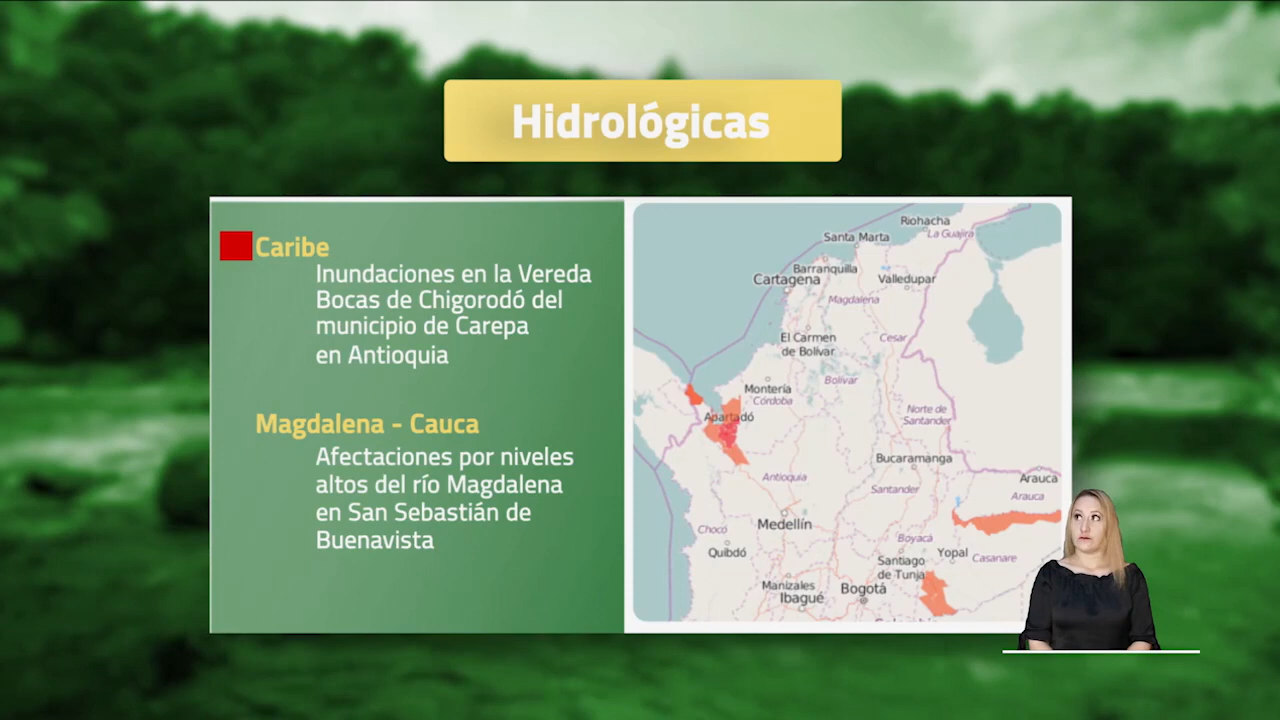 Hidrológicas
Caribe
Inundaciones en la Vereda
Bocas de Chigorodó del
municipio de Carepa
en Antioquia
Magdalena - Cauca
Afectaciones por niveles
altos del río Magdalena
en San Sebastián de
Buenavista
Riohacha
La Guajira
Santa Marta
Barranquilla
Cartagena
Valledupar
Magdalena
El Carmen
de Bolívar
Cesar
Bolívar
Montería
Córdoba
Apartadó
Norte de
Santander
Bucaramanga
Antioquia
Santander
Arauca
Arauca
Medellín
Chocó
Quibdó
Boyacá
Yopal
Casanare
Santiago
de Tunja
Manizales
Ibagué
Bogotá